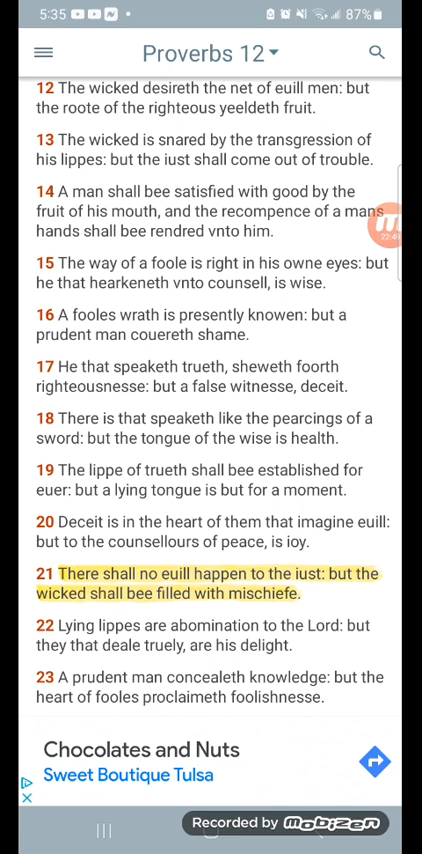 5:35 87%
Proverbs 12
12 The wicked desireth the net of euill men: but
the roote of the righteous yeeldeth fruit.
13 The wicked is snared by the transgression of
his lippes: but the iust shall come out of trouble.
14 A man shall bee satisfied with good by the
fruit of his mouth, and the recompence of a mans
hands shall bee rendred vnto him.
15 The way of a foole is right in his owne eyes: but
he that hearkeneth vnto counsell, is wise.
16 A fooles wrath is presently knowen: but a
prudent man couereth shame.
17 He that speaketh trueth, sheweth foorth
righteousnesse: but a false witnesse, deceit.
18 There is that speaketh like the pearcings of a
sword: but the tongue of the wise is health.
19 The lippe of trueth shall bee established for
euer: but a lying tongue is but for a moment.
20 Deceit is in the heart of them that imagine euill:
but to the counsellours of peace, is ioy.
21 There shall no euill happen to the iust: but the
wicked shall bee filled with mischiefe.
22 Lying lippes are abomination to the Lord: but
they that deale truely, are his delight.
23 A prudent man concealeth knowledge: but the
heart of fooles proclaimeth foolishnesse.
Chocolates and Nuts
Sweet Boutique Tulsa
Recorded by mobizen